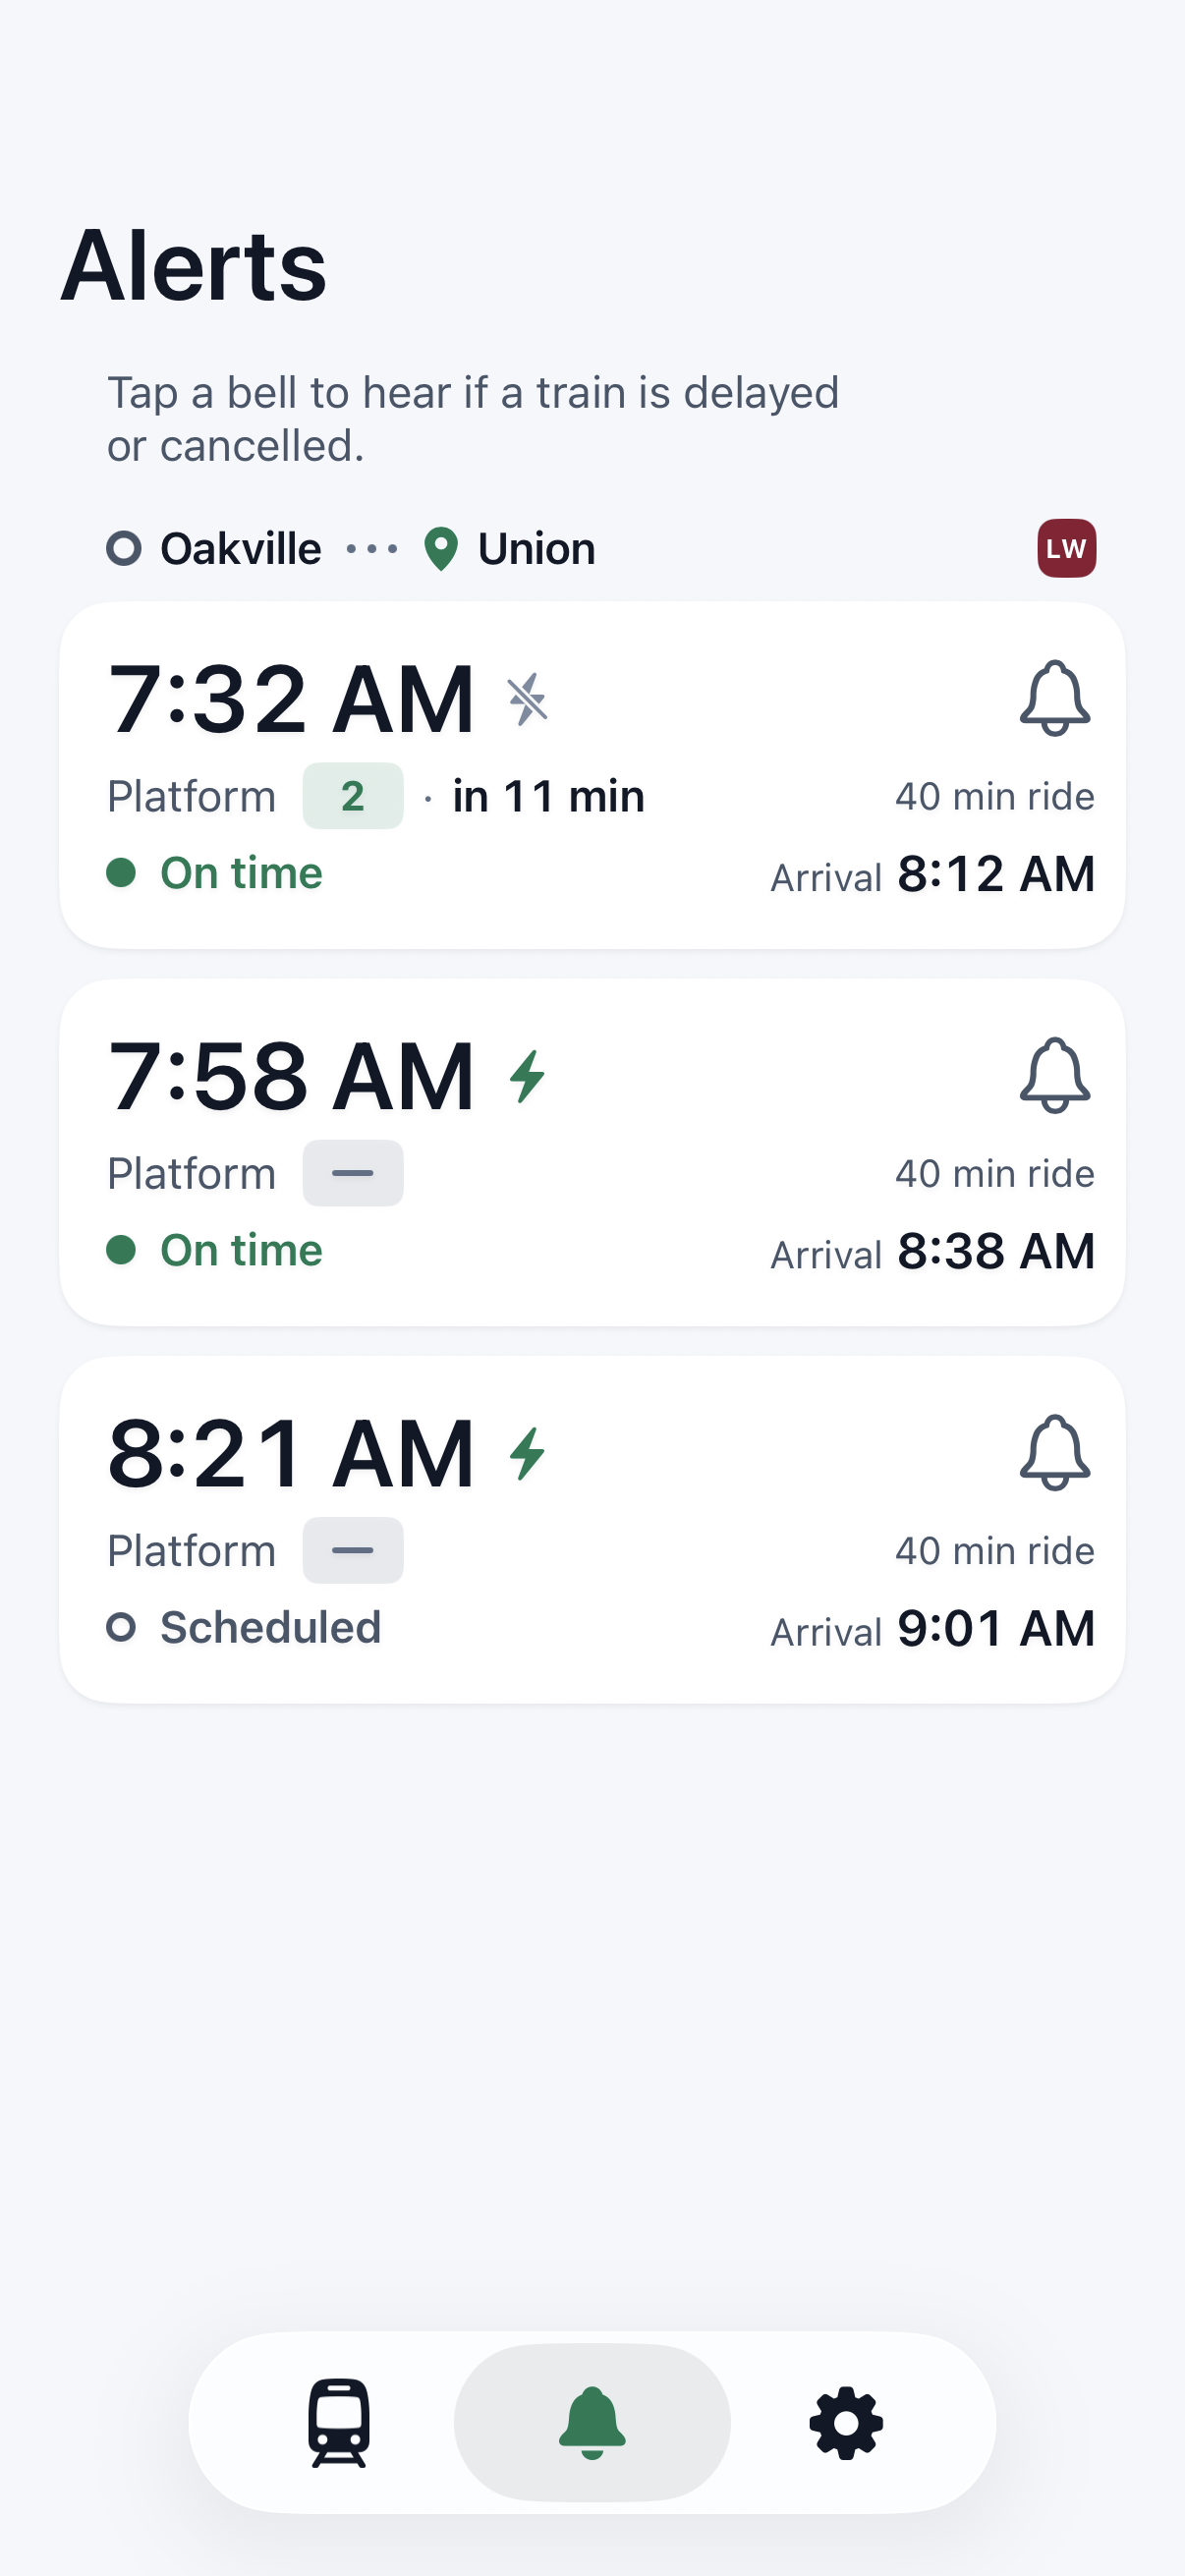 Alerts
Tap a bell to hear if a train is delayed
or cancelled.
Oakville ••• Union LW
7:32 AM
Platform 2 · in 11 min 40 min ride
On time Arrival 8:12 AM
7:58 AM
Platform — 40 min ride
On time Arrival 8:38 AM
8:21 AM
Platform — 40 min ride
Scheduled Arrival 9:01 AM